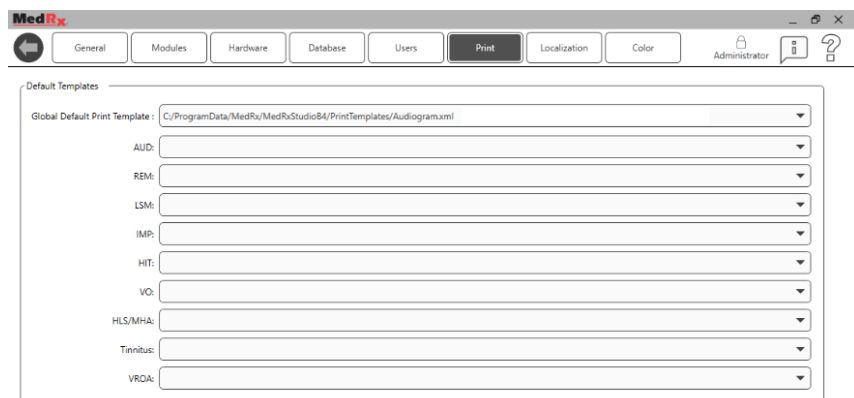 MedRx
General Modules Hardware Database Users Print Localization Color Administrator
Default Templates
Global Default Print Template : C:/ProgramData/MedRx/MedRxStudio84/PrintTemplates/Audiogram.xml
AUD:
REM:
LSM:
IMP:
HIT:
VO:
HLS/MHA:
Tinnitus:
VROA: